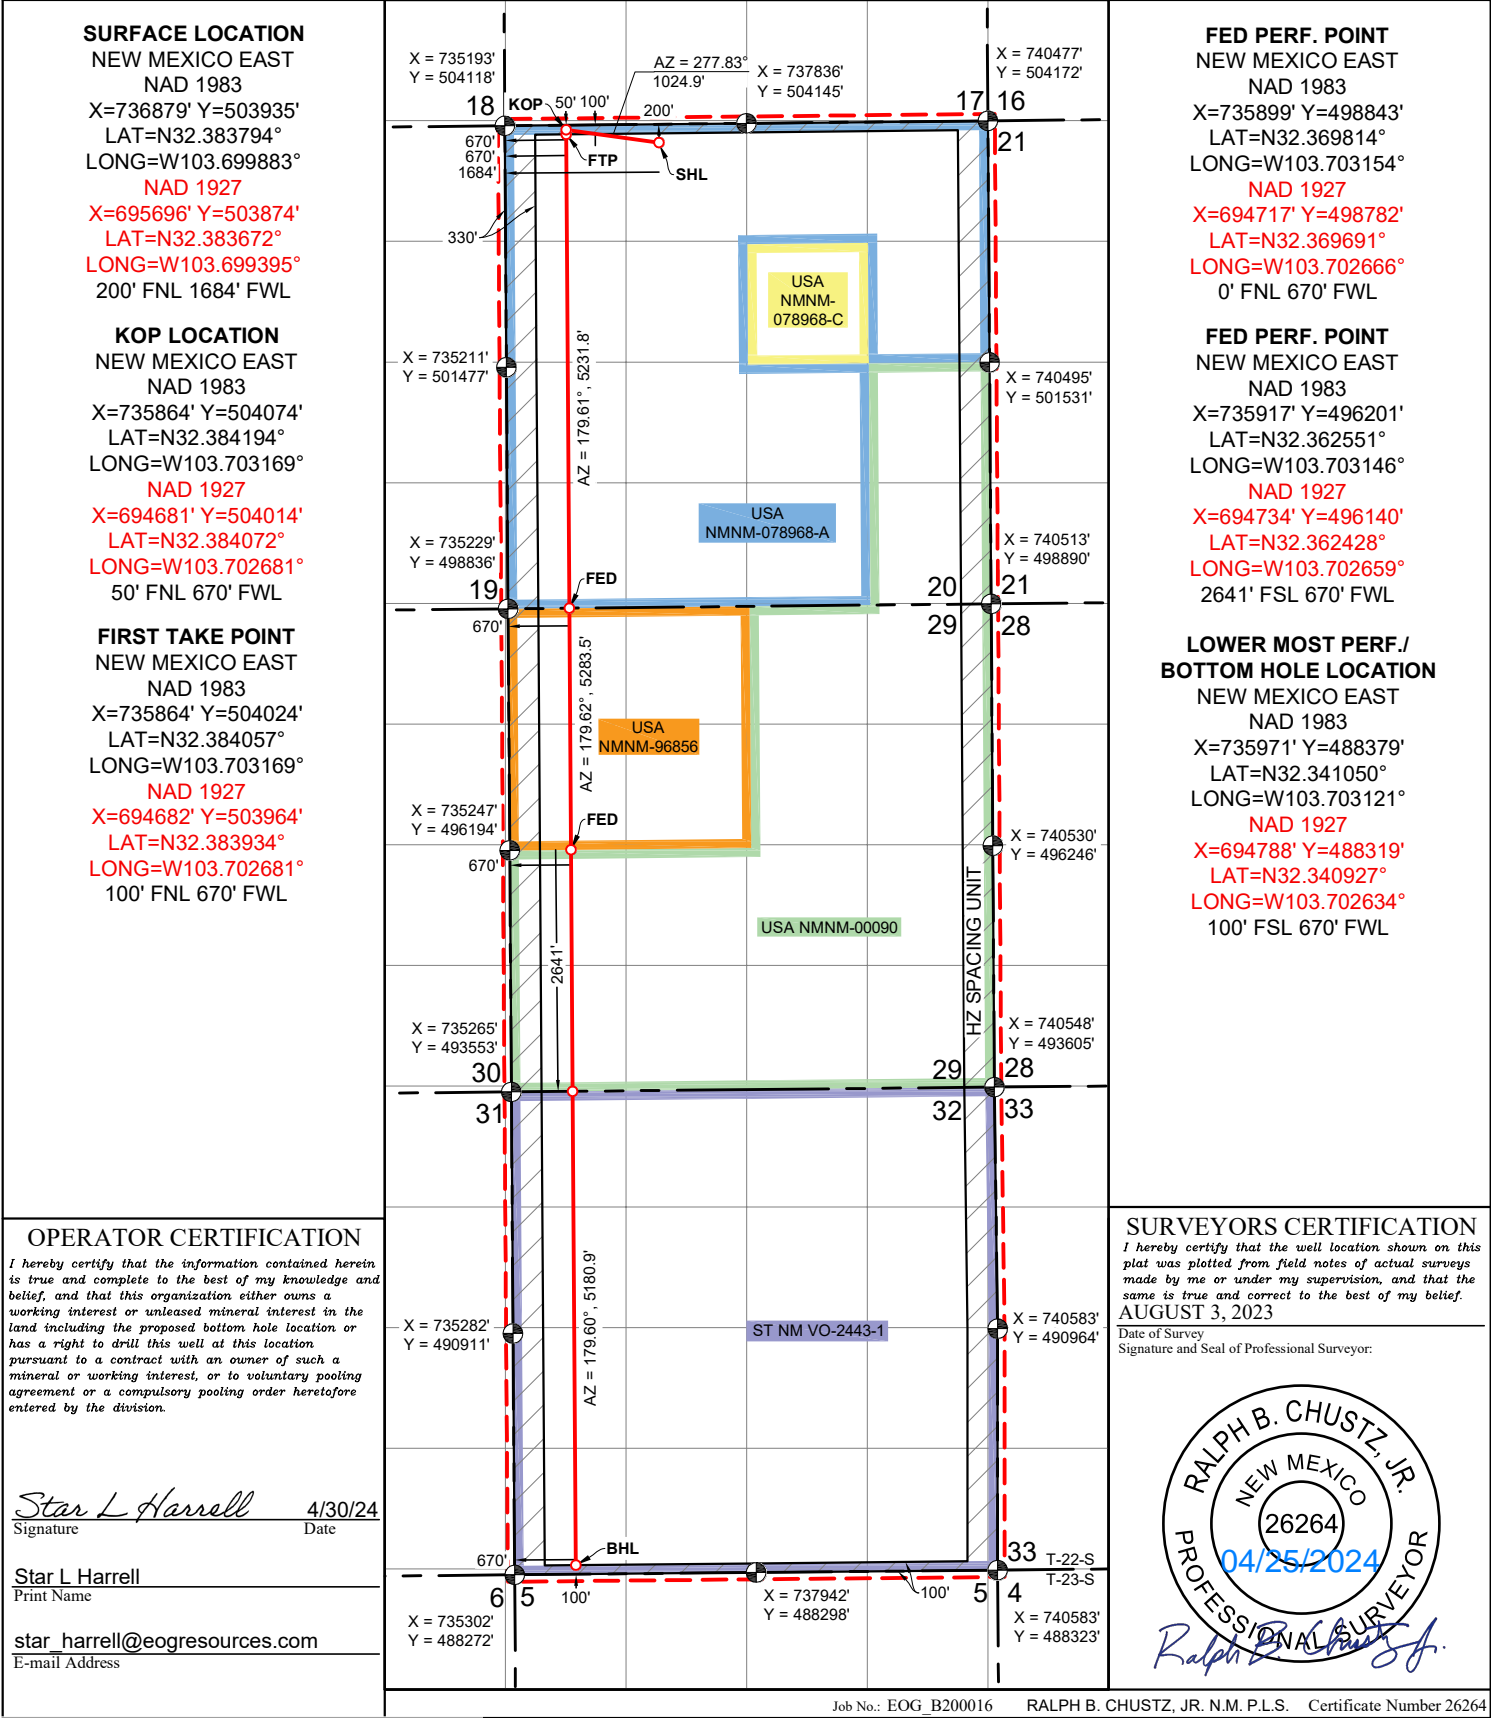 SURFACE LOCATION
NEW MEXICO EAST
NAD 1983
X=736879' Y=503935'
LAT=N32.383794°
LONG=W103.699883°
NAD 1927
X=695696' Y=503874'
LAT=N32.383672°
LONG=W103.699395°
200' FNL 1684' FWL
KOP LOCATION
NEW MEXICO EAST
NAD 1983
X=735864' Y=504074'
LAT=N32.384194°
LONG=W103.703169°
NAD 1927
X=694681' Y=504014'
LAT=N32.384072°
LONG=W103.702681°
50' FNL 670' FWL
FIRST TAKE POINT
NEW MEXICO EAST
NAD 1983
X=735864' Y=504024'
LAT=N32.384057°
LONG=W103.703169°
NAD 1927
X=694682' Y=503964'
LAT=N32.383934°
LONG=W103.702681°
100' FNL 670' FWL
OPERATOR CERTIFICATION
I hereby certify that the information contained herein
is true and complete to the best of my knowledge and
belief, and that this organization either owns a
working interest or unleased mineral interest in the
land including the proposed bottom hole location or
has a right to drill this well at this location
pursuant to a contract with an owner of such a
mineral or working interest, or to voluntary pooling
agreement or a compulsory pooling order heretofore
entered by the division.
Star L Harrell 4/30/24
Signature Date
Star L Harrell
Print Name
star_harrell@eogresources.com
E-mail Address
X = 735193'
Y = 504118'
AZ = 277.83°
1024.9'
X = 737836'
Y = 504145'
X = 740477'
Y = 504172'
18
KOP
50' 100'
200'
17 16
21
670'
670'
1684'
FTP
SHL
330'
USA
NMNM-
078968-C
X = 735211'
Y = 501477'
AZ = 179.61°, 5231.8'
X = 740495'
Y = 501531'
USA
NMNM-078968-A
X = 735229'
Y = 498836'
X = 740513'
Y = 498890'
19
FED
20 21
29 28
670'
AZ = 179.62°, 5283.5'
USA
NMNM-96856
X = 735247'
Y = 496194'
FED
X = 740530'
Y = 496246'
670'
2641'
USA NMNM-00090
HZ SPACING UNIT
X = 735265'
Y = 493553'
X = 740548'
Y = 493605'
30
29 28
31
32 33
AZ = 179.60°, 5180.9'
X = 735282'
Y = 490911'
ST NM VO-2443-1
X = 740583'
Y = 490964'
670'
BHL
33
T-22-S
T-23-S
6 5
100'
100'
5 4
X = 737942'
Y = 488298'
X = 735302'
Y = 488272'
X = 740583'
Y = 488323'
FED PERF. POINT
NEW MEXICO EAST
NAD 1983
X=735899' Y=498843'
LAT=N32.369814°
LONG=W103.703154°
NAD 1927
X=694717' Y=498782'
LAT=N32.369691°
LONG=W103.702666°
0' FNL 670' FWL
FED PERF. POINT
NEW MEXICO EAST
NAD 1983
X=735917' Y=496201'
LAT=N32.362551°
LONG=W103.703146°
NAD 1927
X=694734' Y=496140'
LAT=N32.362428°
LONG=W103.702659°
2641' FSL 670' FWL
LOWER MOST PERF./
BOTTOM HOLE LOCATION
NEW MEXICO EAST
NAD 1983
X=735971' Y=488379'
LAT=N32.341050°
LONG=W103.703121°
NAD 1927
X=694788' Y=488319'
LAT=N32.340927°
LONG=W103.702634°
100' FSL 670' FWL
SURVEYORS CERTIFICATION
I hereby certify that the well location shown on this
plat was plotted from field notes of actual surveys
made by me or under my supervision, and that the
same is true and correct to the best of my belief.
AUGUST 3, 2023
Date of Survey
Signature and Seal of Professional Surveyor:
RALPH B. CHUSTZ, JR.
NEW MEXICO
26264
04/25/2024
PROFESSIONAL SURVEYOR
Ralph B. Chustz Jr.
Job No.: EOG_B200016 RALPH B. CHUSTZ, JR. N.M. P.L.S. Certificate Number 26264